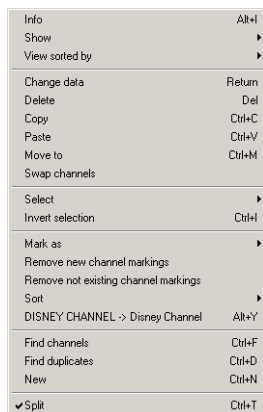 Info Alt+I
Show
View sorted by
Change data Return
Delete Del
Copy Ctrl+C
Paste Ctrl+V
Move to Ctrl+M
Swap channels
Select
Invert selection Ctrl+I
Mark as
Remove new channel markings
Remove not existing channel markings
Sort
DISNEY CHANNEL -> Disney Channel Alt+Y
Find channels Ctrl+F
Find duplicates Ctrl+D
New Ctrl+N
Split Ctrl+T